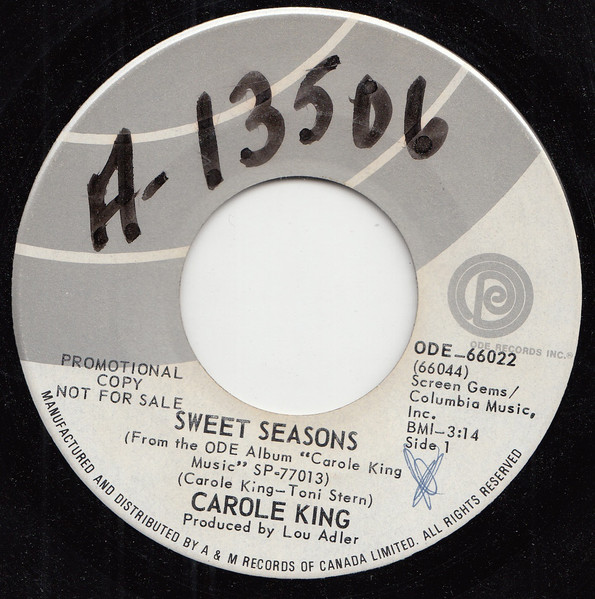 A-13506
ODE RECORDS INC.®
ODE-66022
(66044)
Screen Gems/
Columbia Music,
Inc.
BMI-3:14
Side 1
PROMOTIONAL
COPY
NOT FOR SALE
SWEET SEASONS
(From the ODE Album "Carole King
Music" SP-77013)
(Carole King-Toni Stern)
CAROLE KING
Produced by Lou Adler
MANUFACTURED AND DISTRIBUTED BY A & M RECORDS OF CANADA LIMITED. ALL RIGHTS RESERVED